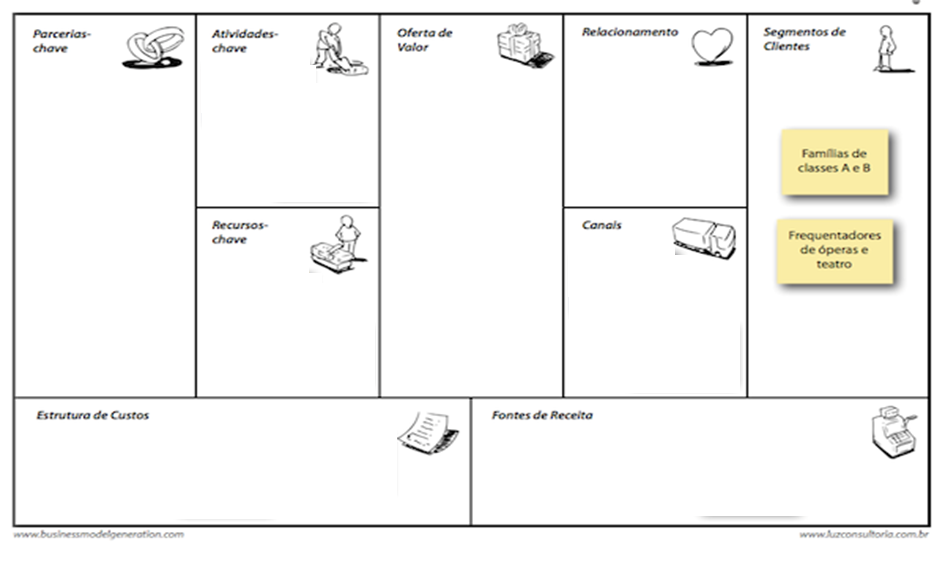 Parcerias-
chave
Atividades-
chave
Oferta de
Valor
Relacionamento
Segmentos de
Clientes
Famílias de
classes A e B
Frequentadores
de óperas e
teatro
Recursos-
chave
Canais
Estrutura de Custos
Fontes de Receita
www.businessmodelgeneration.com
www.luzconsultoria.com.br